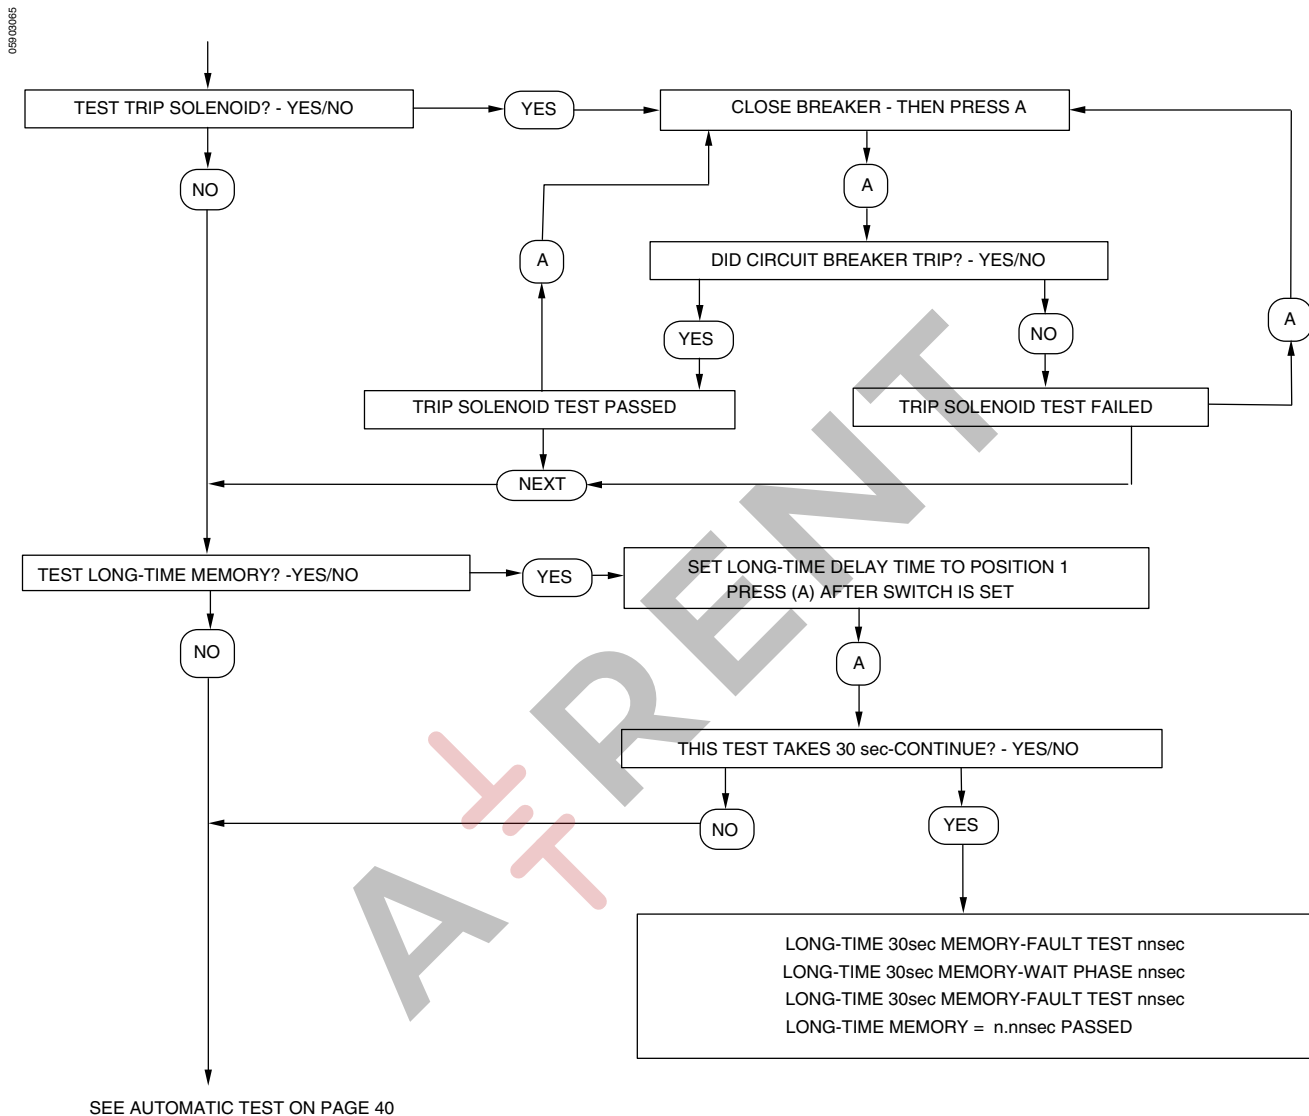 05903065
TEST TRIP SOLENOID? - YES/NO
YES
CLOSE BREAKER - THEN PRESS A
NO
A
DID CIRCUIT BREAKER TRIP? - YES/NO
A
YES
NO
A
TRIP SOLENOID TEST PASSED
TRIP SOLENOID TEST FAILED
NEXT
TEST LONG-TIME MEMORY? -YES/NO
YES
SET LONG-TIME DELAY TIME TO POSITION 1
PRESS (A) AFTER SWITCH IS SET
NO
A
THIS TEST TAKES 30 sec-CONTINUE? - YES/NO
NO
YES
LONG-TIME 30sec MEMORY-FAULT TEST nnsec
LONG-TIME 30sec MEMORY-WAIT PHASE nnsec
LONG-TIME 30sec MEMORY-FAULT TEST nnsec
LONG-TIME MEMORY = n.nnsec PASSED
SEE AUTOMATIC TEST ON PAGE 40
A RENT